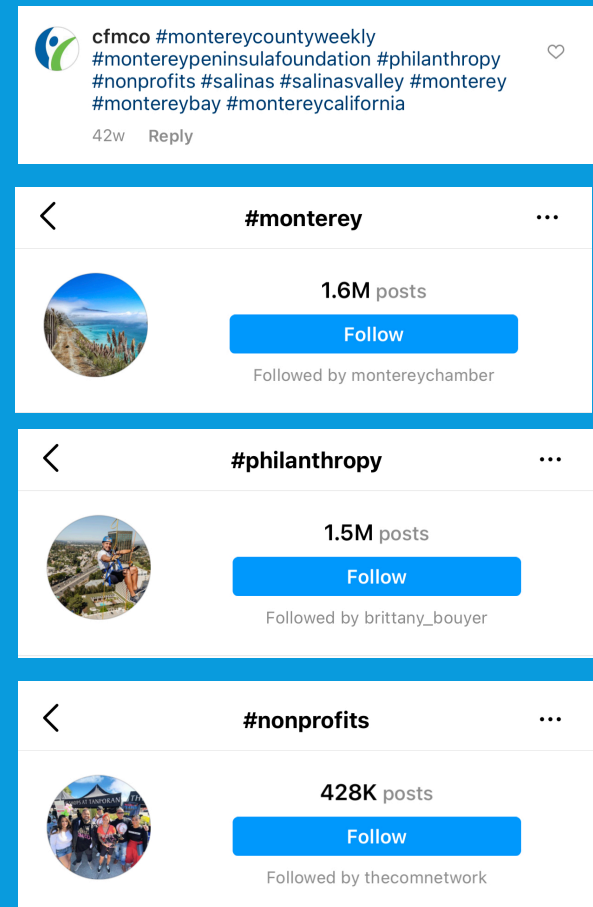 cfmco #montereycountyweekly
#montereypeninsulafoundation #philanthropy
#nonprofits #salinas #salinasvalley #monterey
#montereybay #montereycalifornia
42w Reply
#monterey
1.6M posts
Follow
Followed by montereychamber
#philanthropy
1.5M posts
Follow
Followed by brittany_bouyer
#nonprofits
428K posts
Follow
Followed by thecomnetwork